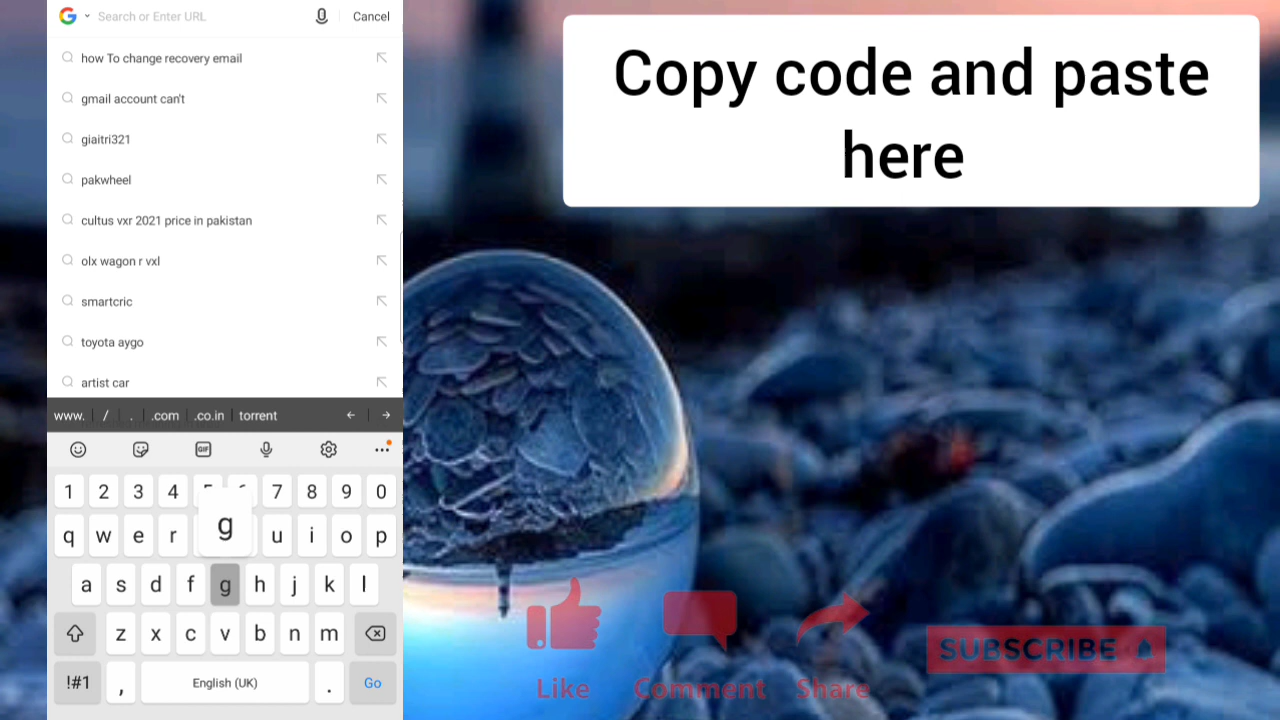 Search or Enter URL
Cancel
how To change recovery email
gmail account can't
giaitri321
pakwheel
cultus vxr 2021 price in pakistan
olx wagon r vxl
smartcric
toyota aygo
artist car
www. / . .com .co.in torrent ← →
GIF
1 2 3 4 7 8 9 0
q w e r g u i o p
a s d f g h j k l
z x c v b n m
!#1 , English (UK) . Go
Copy code and paste
here
Like Comment Share
SUBSCRIBE